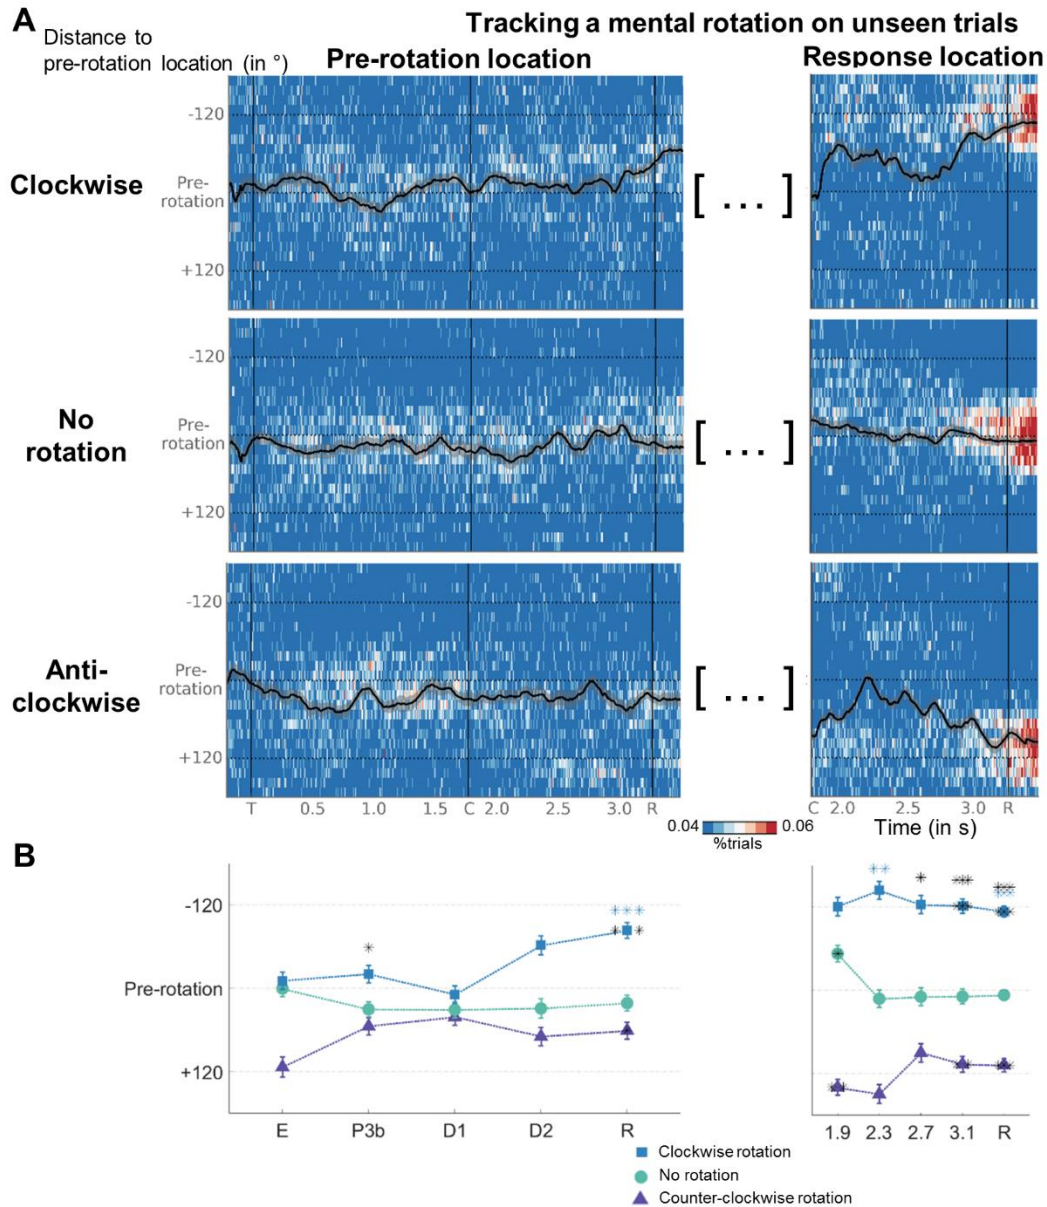 A
Distance to
pre-rotation location (in °)
Tracking a mental rotation on unseen trials
Pre-rotation location
Response location
Clockwise
-120
Pre-
rotation
+120
[ ... ]
No
rotation
-120
Pre-
rotation
+120
[ ... ]
Anti-
clockwise
-120
Pre-
rotation
+120
[ ... ]
T 0.5 1.0 1.5 C 2.0 2.5 3.0 R
C 2.0 2.5 3.0 R
0.04 0.06
%trials
Time (in s)
B
-120
Pre-rotation
+120
* *** ***
** * *** *** *** *** *** *** ***
E P3b D1 D2 R
1.9 2.3 2.7 3.1 R
Clockwise rotation
No rotation
Counter-clockwise rotation